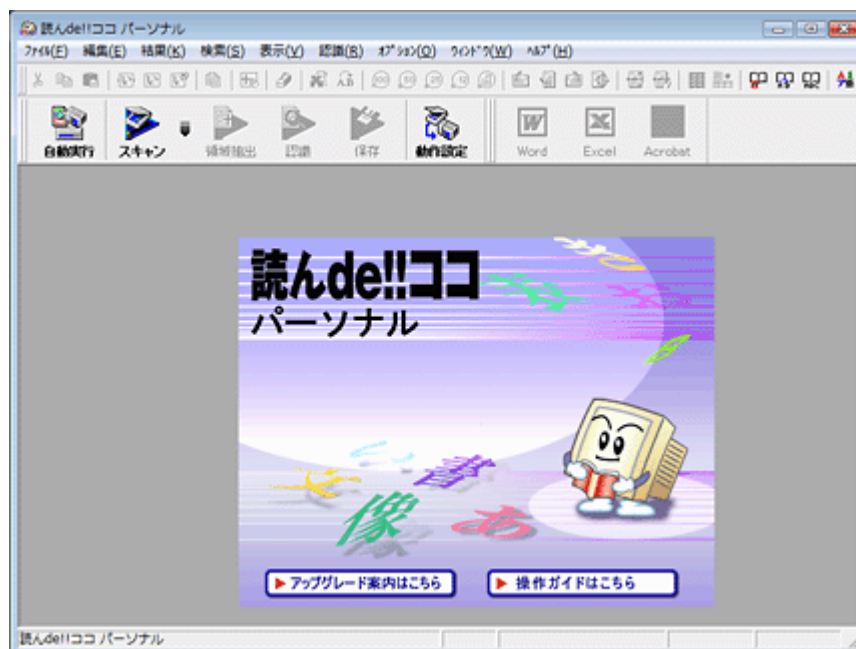 読んde!!ココ パーソナル
ファイル(F) 編集(E) 結果(K) 検索(S) 表示(V) 認識(R) オプション(O) ウィンドウ(W) ヘルプ(H)
自動実行 スキャン 領域抽出 認識 保存 動作設定 Word Excel Acrobat
読んde!!ココ
パーソナル
書
像
あ
アップグレード案内はこちら 操作ガイドはこちら
読んde!!ココ パーソナル